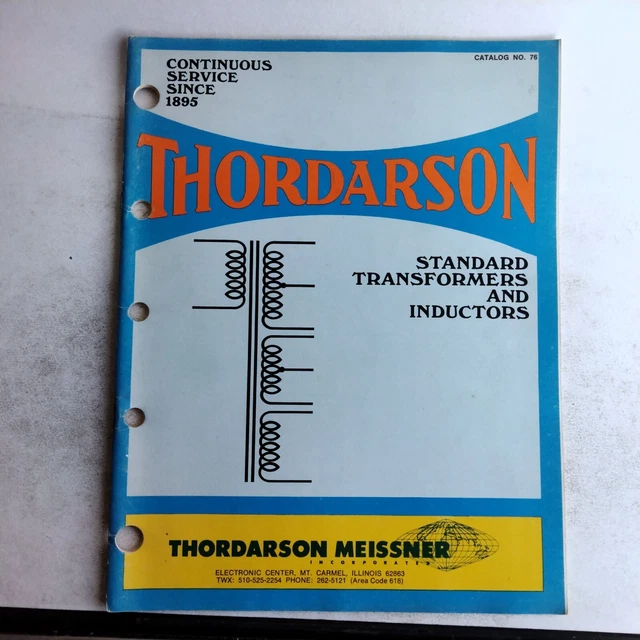 CATALOG NO. 76
CONTINUOUS
SERVICE
SINCE
1895
THORDARSON
STANDARD
TRANSFORMERS
AND
INDUCTORS
THORDARSON MEISSNER
INCORPORATED
ELECTRONIC CENTER, MT. CARMEL, ILLINOIS 62863
TWX: 510-525-2254 PHONE: 262-5121 (Area Code 618)